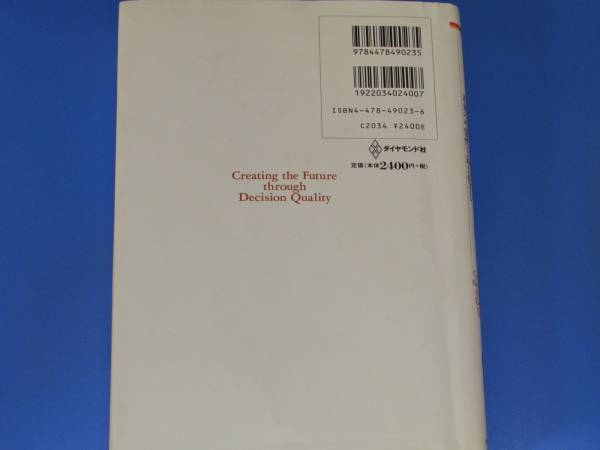 9784478490235
1922034024007
ISBN4-478-49023-6
C2034 ¥2400E
ダイヤモンド社
定価(本体2400円+税)
Creating the Future
through
Decision Quality